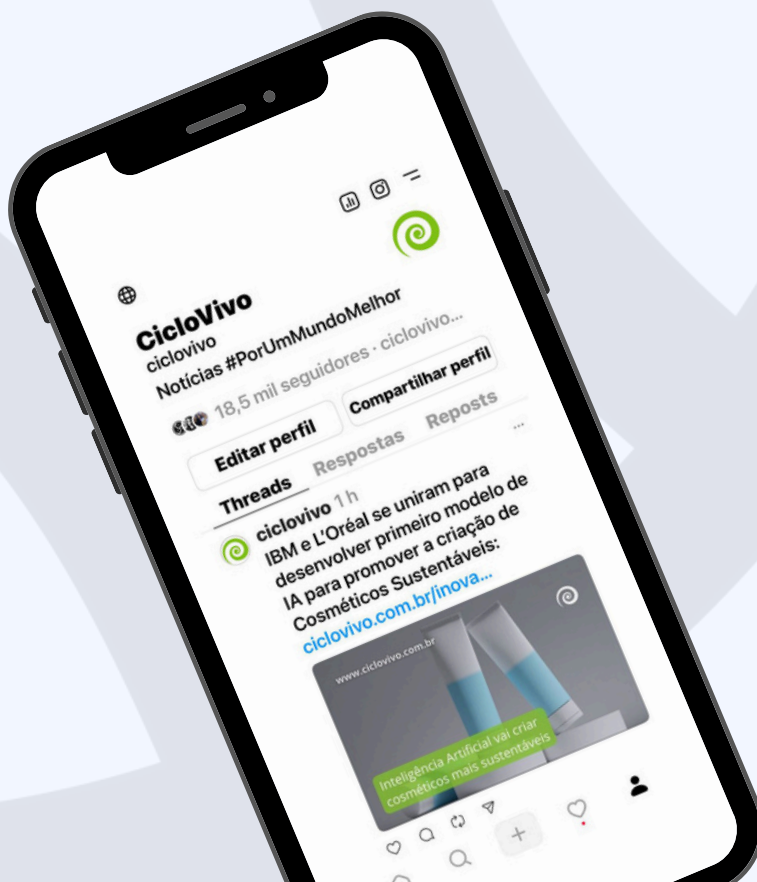 CicloVivo
ciclovivo
Notícias #PorUmMundoMelhor
18,5 mil seguidores · ciclovivo...
Editar perfil
Compartilhar perfil
Threads
Respostas
Reposts
ciclovivo 1 h
IBM e L'Oréal se uniram para
desenvolver primeiro modelo de
IA para promover a criação de
Cosméticos Sustentáveis:
ciclovivo.com.br/inova...
www.ciclovivo.com.br
Inteligência Artificial vai criar
cosméticos mais sustentáveis